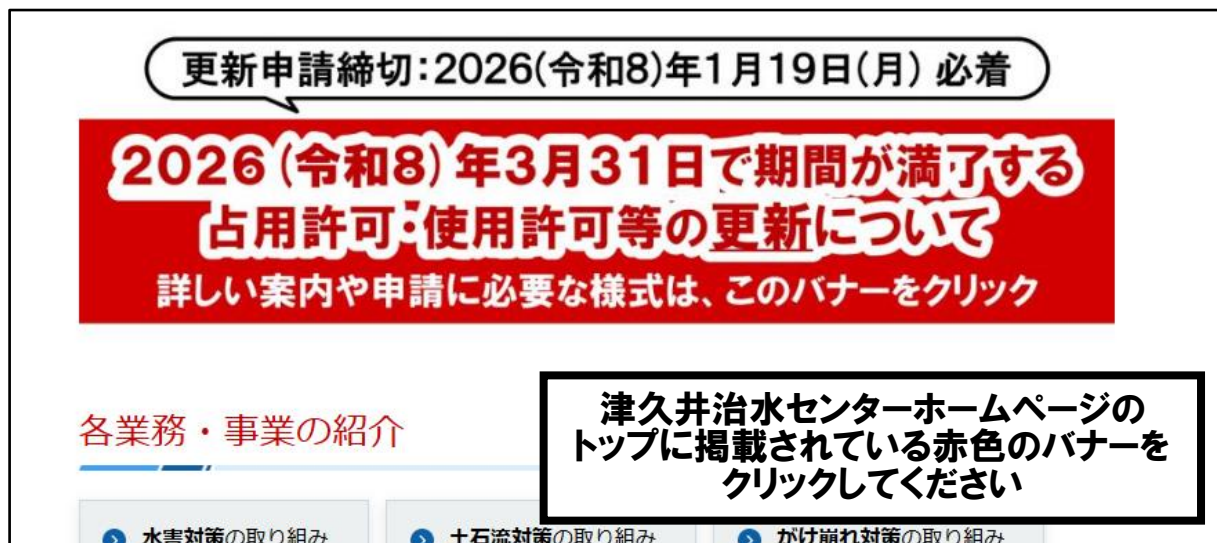 更新申請締切：2026(令和8)年1月19日(月) 必着
2026(令和8)年3月31日で期間が満了する
占用許可・使用許可等の更新について
詳しい案内や申請に必要な様式は、このバナーをクリック
各業務・事業の紹介
津久井治水センターホームページの
トップに掲載されている赤色のバナーを
クリックしてください
水害対策の取り組み
土石流対策の取り組み
がけ崩れ対策の取り組み